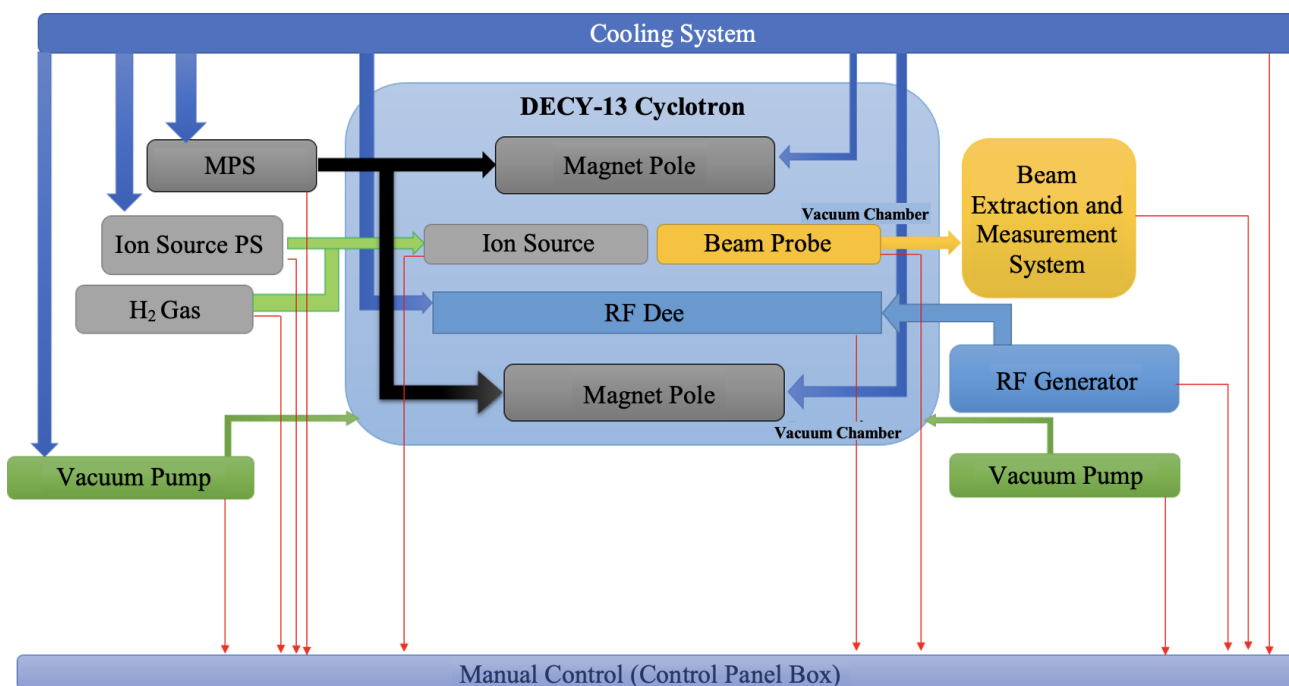 Cooling System
DECY-13 Cyclotron
MPS
Magnet Pole
Beam
Extraction and
Measurement
System
Vacuum Chamber
Ion Source PS
Ion Source
Beam Probe
H₂ Gas
RF Dee
RF Generator
Magnet Pole
Vacuum Chamber
Vacuum Pump
Vacuum Pump
Manual Control (Control Panel Box)